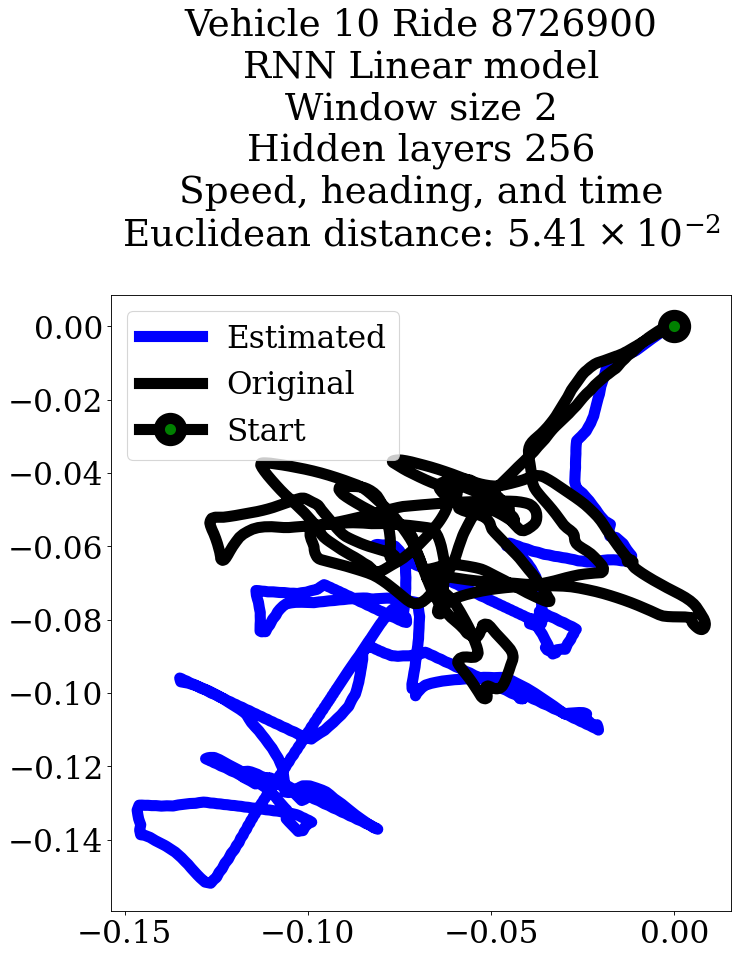 Vehicle 10 Ride 8726900
RNN Linear model
Window size 2
Hidden layers 256
Speed, heading, and time
Euclidean distance: 5.41 × 10⁻²
Estimated
Original
Start
0.00
−0.02
−0.04
−0.06
−0.08
−0.10
−0.12
−0.14
−0.15
−0.10
−0.05
0.00